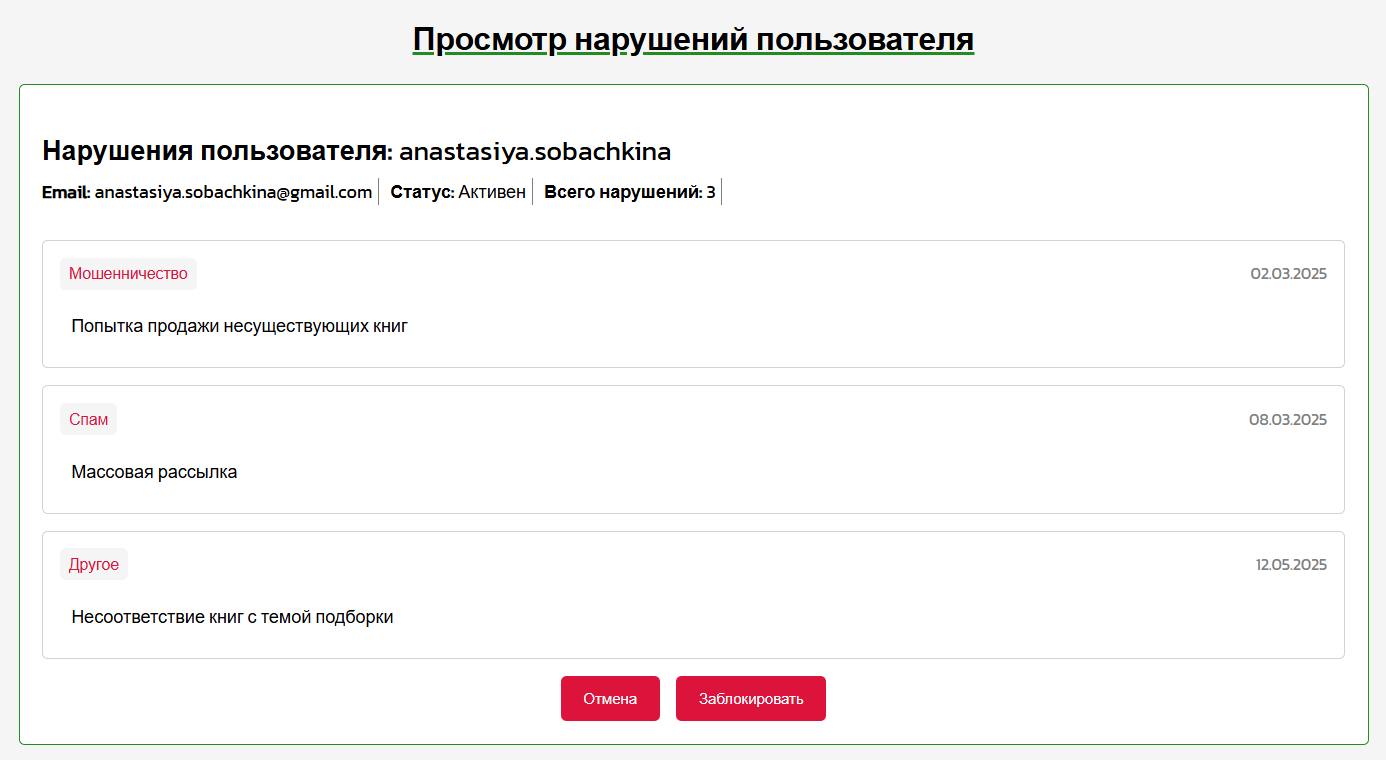 Просмотр нарушений пользователя
Нарушения пользователя: anastasiya.sobachkina
Email: anastasiya.sobachkina@gmail.com Статус: Активен Всего нарушений: 3
Мошенничество 02.03.2025
Попытка продажи несуществующих книг
Спам 08.03.2025
Массовая рассылка
Другое 12.05.2025
Несоответствие книг с темой подборки
Отмена Заблокировать